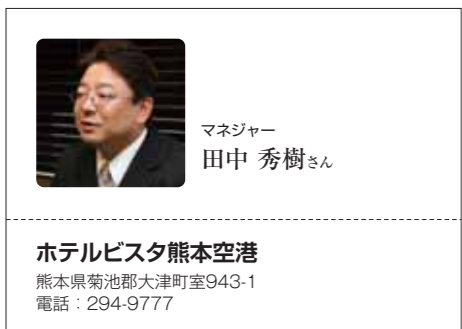 マネジャー
田中 秀樹さん
ホテルビスタ熊本空港
熊本県菊池郡大津町室943-1
電話：294-9777